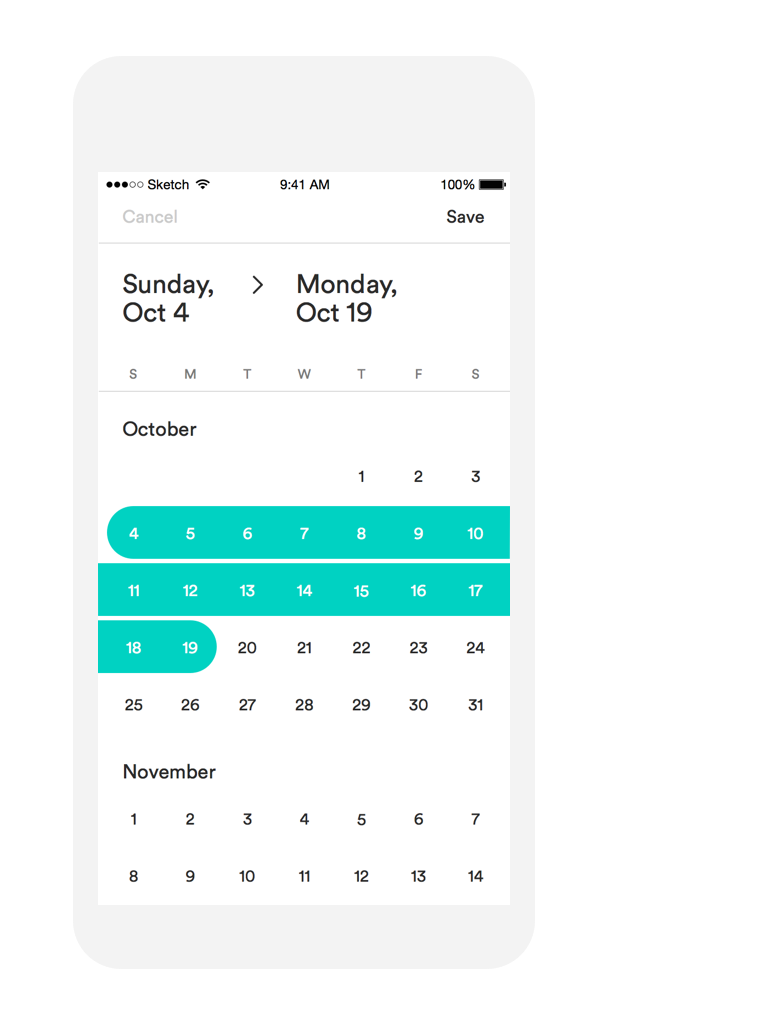 Sketch 9:41 AM 100%
Cancel Save
Sunday, > Monday,
Oct 4 Oct 19
S M T W T F S
October
1 2 3
4 5 6 7 8 9 10
11 12 13 14 15 16 17
18 19 20 21 22 23 24
25 26 27 28 29 30 31
November
1 2 3 4 5 6 7
8 9 10 11 12 13 14